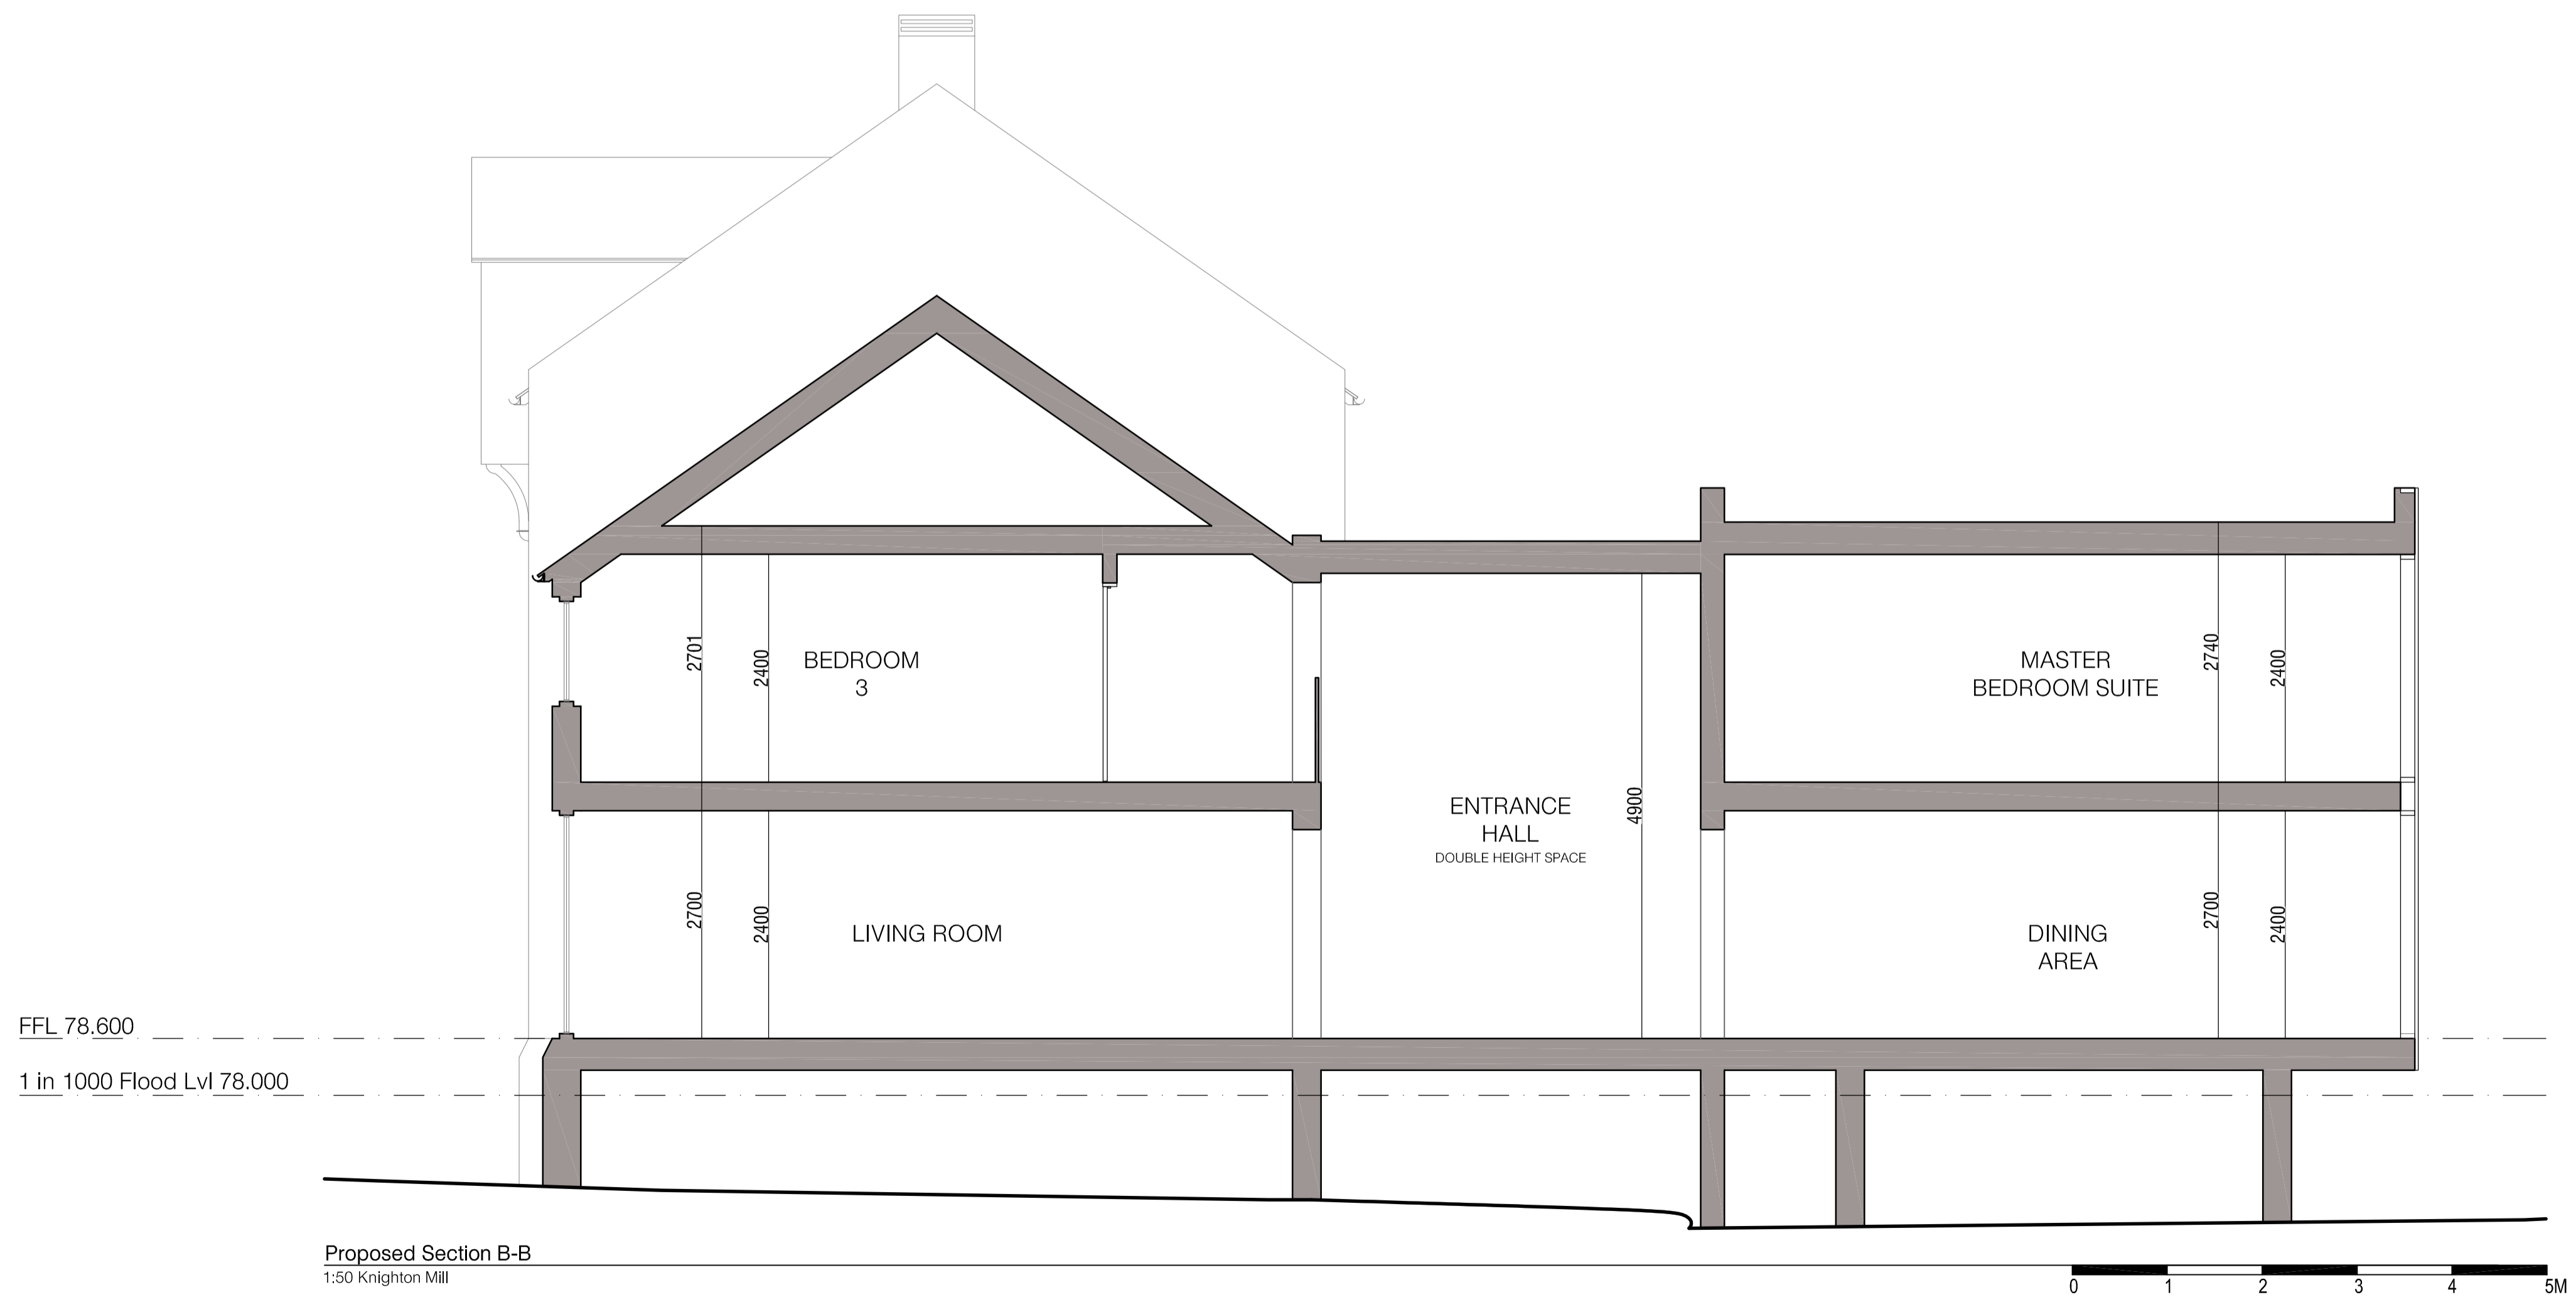 2701
2400
BEDROOM
3
2740
2400
MASTER
BEDROOM SUITE
4900
ENTRANCE
HALL
DOUBLE HEIGHT SPACE
2700
2400
LIVING ROOM
2700
2400
DINING
AREA
FFL 78.600
1 in 1000 Flood Lvl 78.000
Proposed Section B-B
1:50 Knighton Mill
0 1 2 3 4 5M